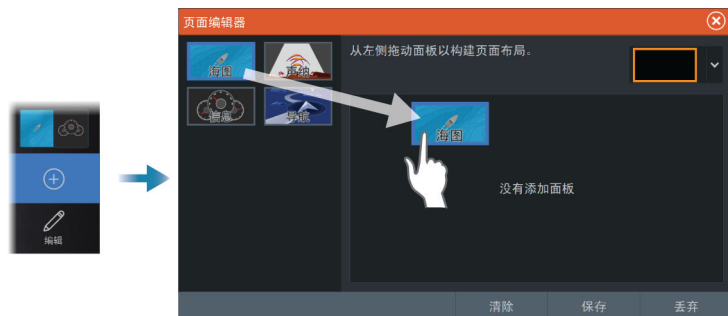 页面编辑器
海图
声纳
信息
导航
从左侧拖动面板以构建页面布局。
海图
没有添加面板
编辑
清除
保存
丢弃